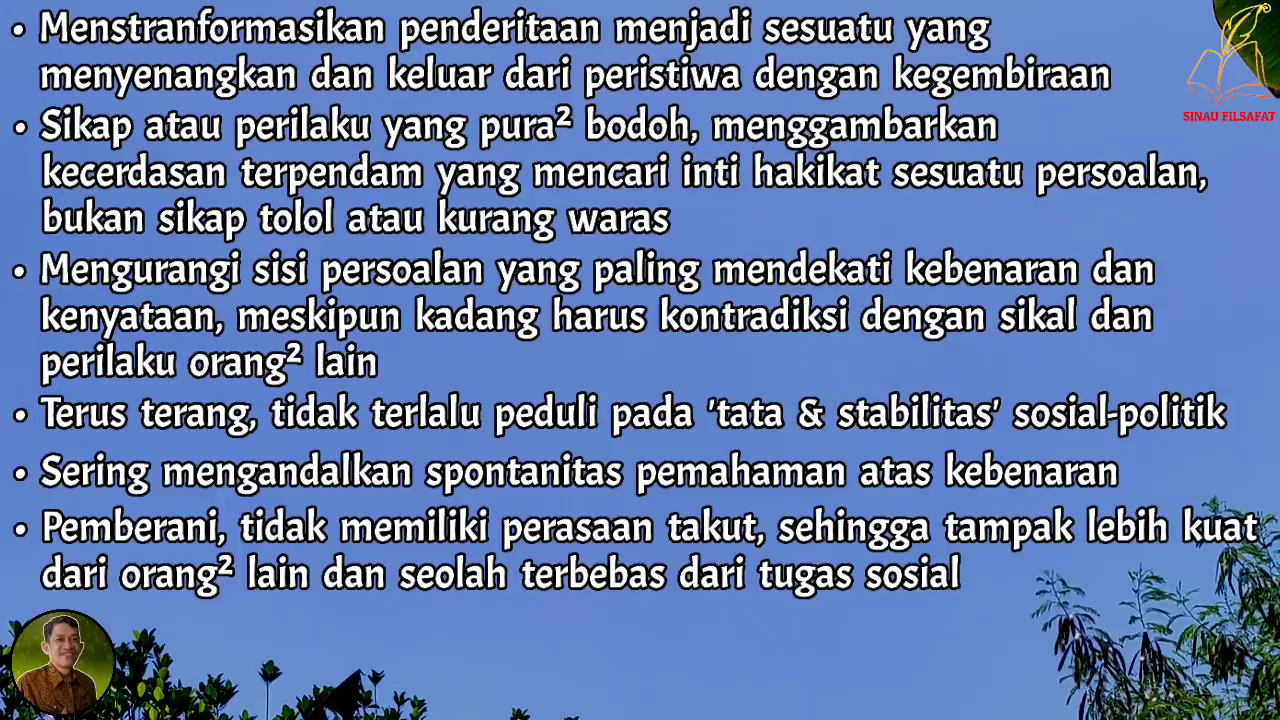 • Menstranformasikan penderitaan menjadi sesuatu yang
menyenangkan dan keluar dari peristiwa dengan kegembiraan
• Sikap atau perilaku yang pura² bodoh, menggambarkan
kecerdasan terpendam yang mencari inti hakikat sesuatu persoalan,
bukan sikap tolol atau kurang waras
• Mengurangi sisi persoalan yang paling mendekati kebenaran dan
kenyataan, meskipun kadang harus kontradiksi dengan sikal dan
perilaku orang² lain
• Terus terang, tidak terlalu peduli pada 'tata & stabilitas' sosial-politik
• Sering mengandalkan spontanitas pemahaman atas kebenaran
• Pemberani, tidak memiliki perasaan takut, sehingga tampak lebih kuat
dari orang² lain dan seolah terbebas dari tugas sosial
SINAU FILSAFAT